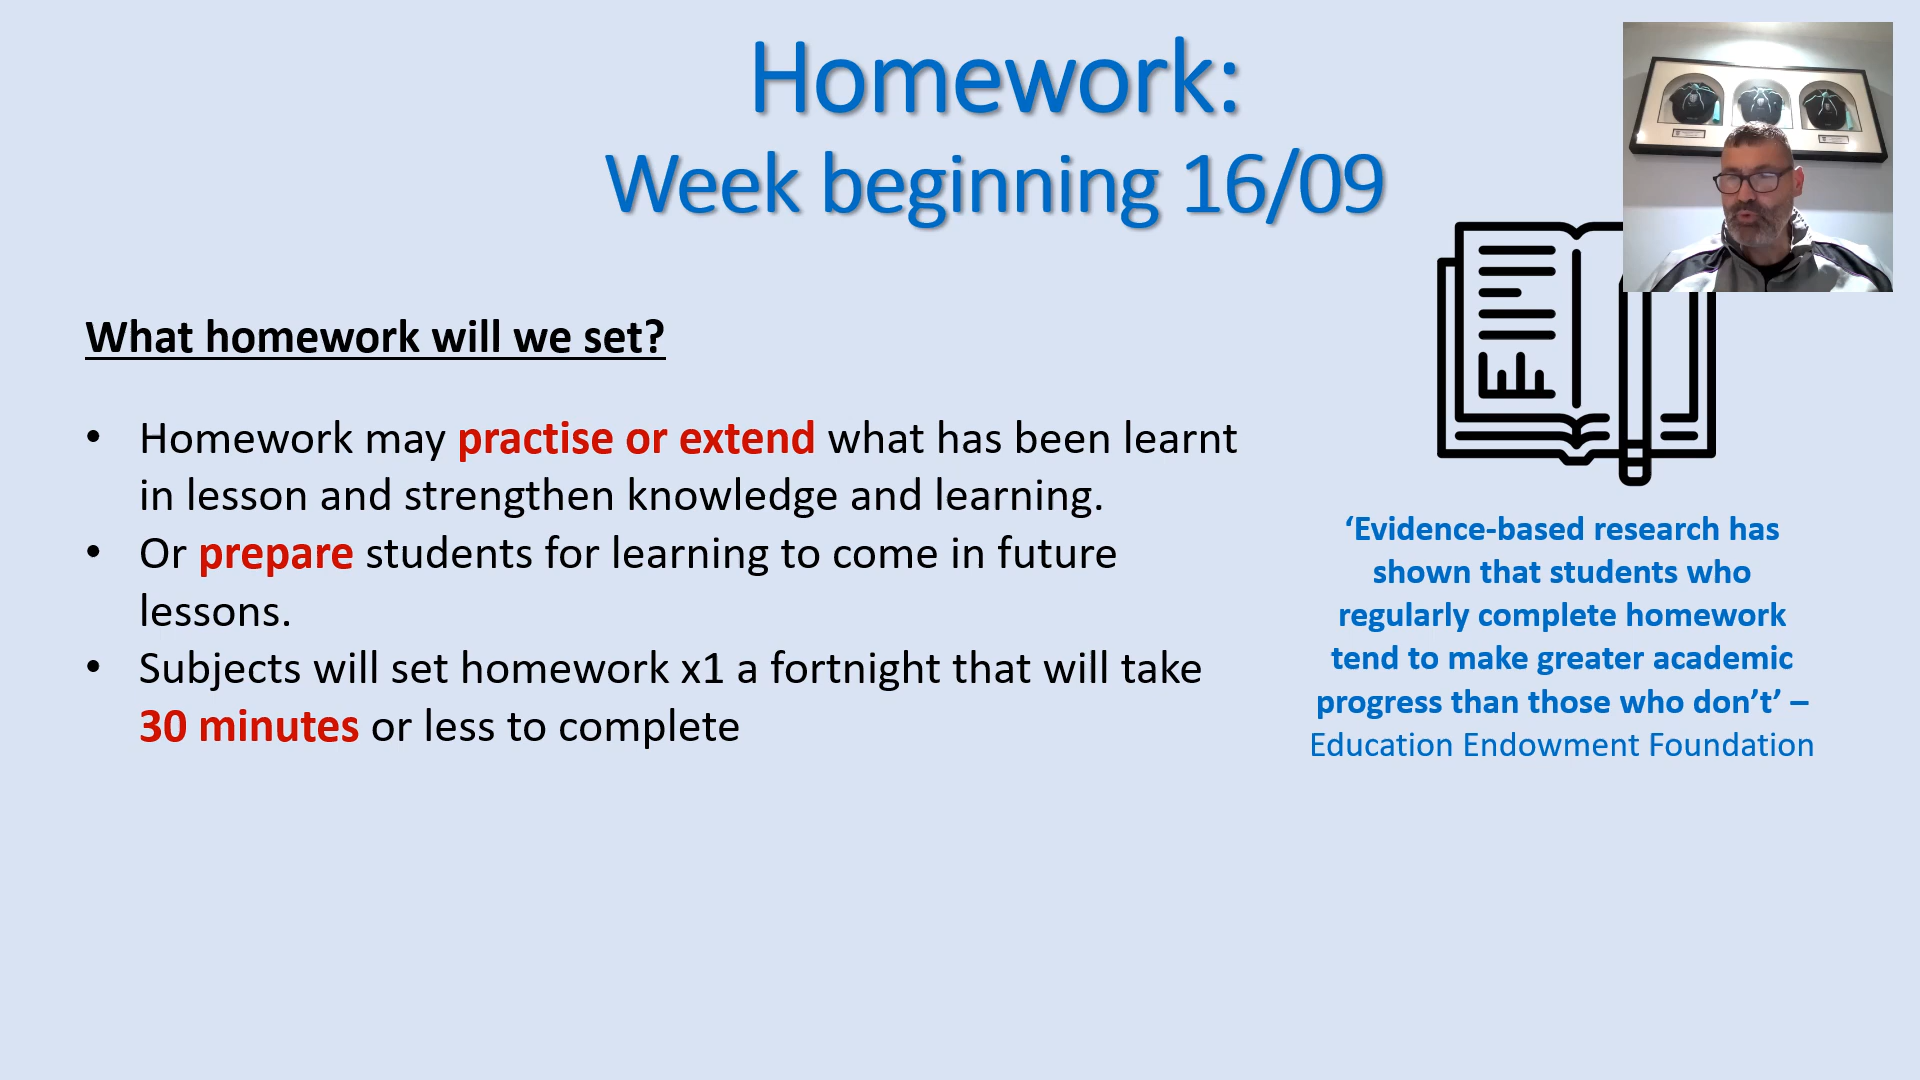 Homework:
Week beginning 16/09
What homework will we set?
• Homework may practise or extend what has been learnt
in lesson and strengthen knowledge and learning.
• Or prepare students for learning to come in future
lessons.
• Subjects will set homework x1 a fortnight that will take
30 minutes or less to complete
‘Evidence-based research has
shown that students who
regularly complete homework
tend to make greater academic
progress than those who don’t’ –
Education Endowment Foundation